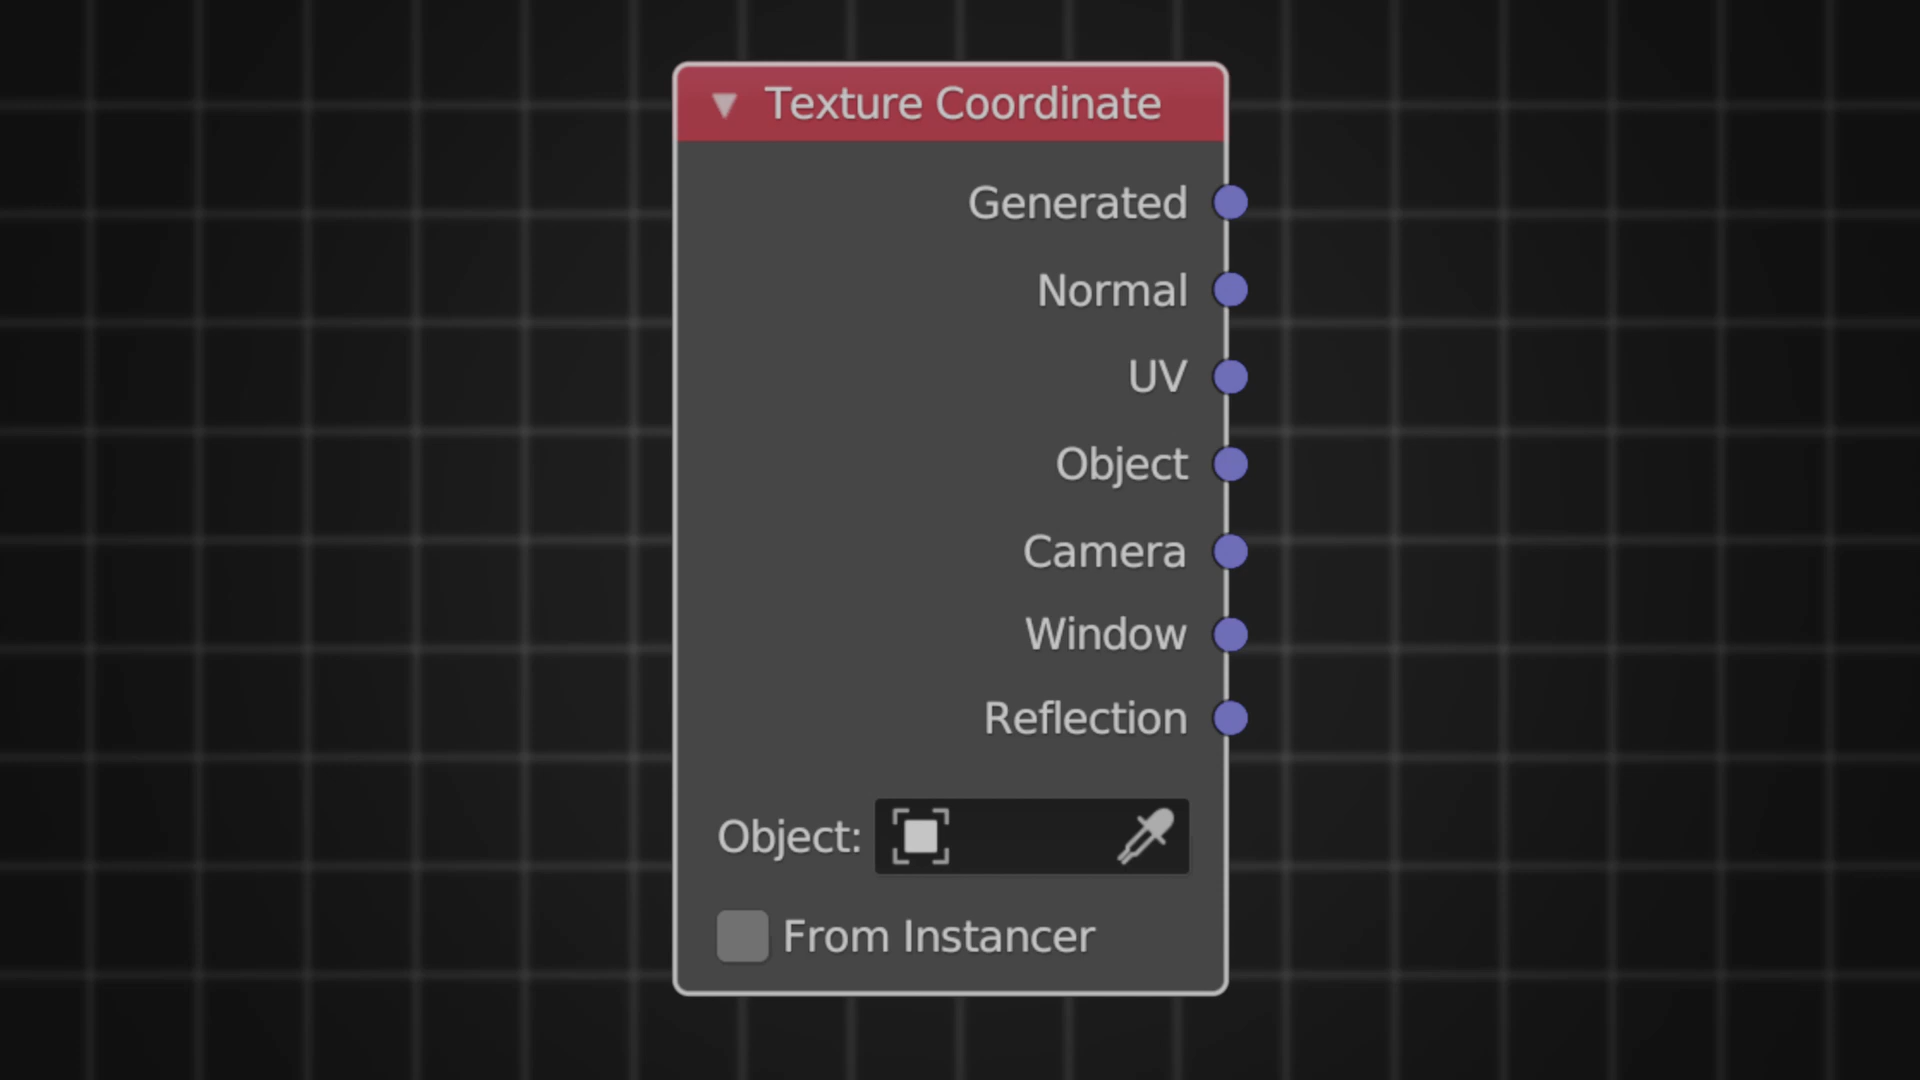 Texture Coordinate
Generated
Normal
UV
Object
Camera
Window
Reflection
Object:
From Instancer